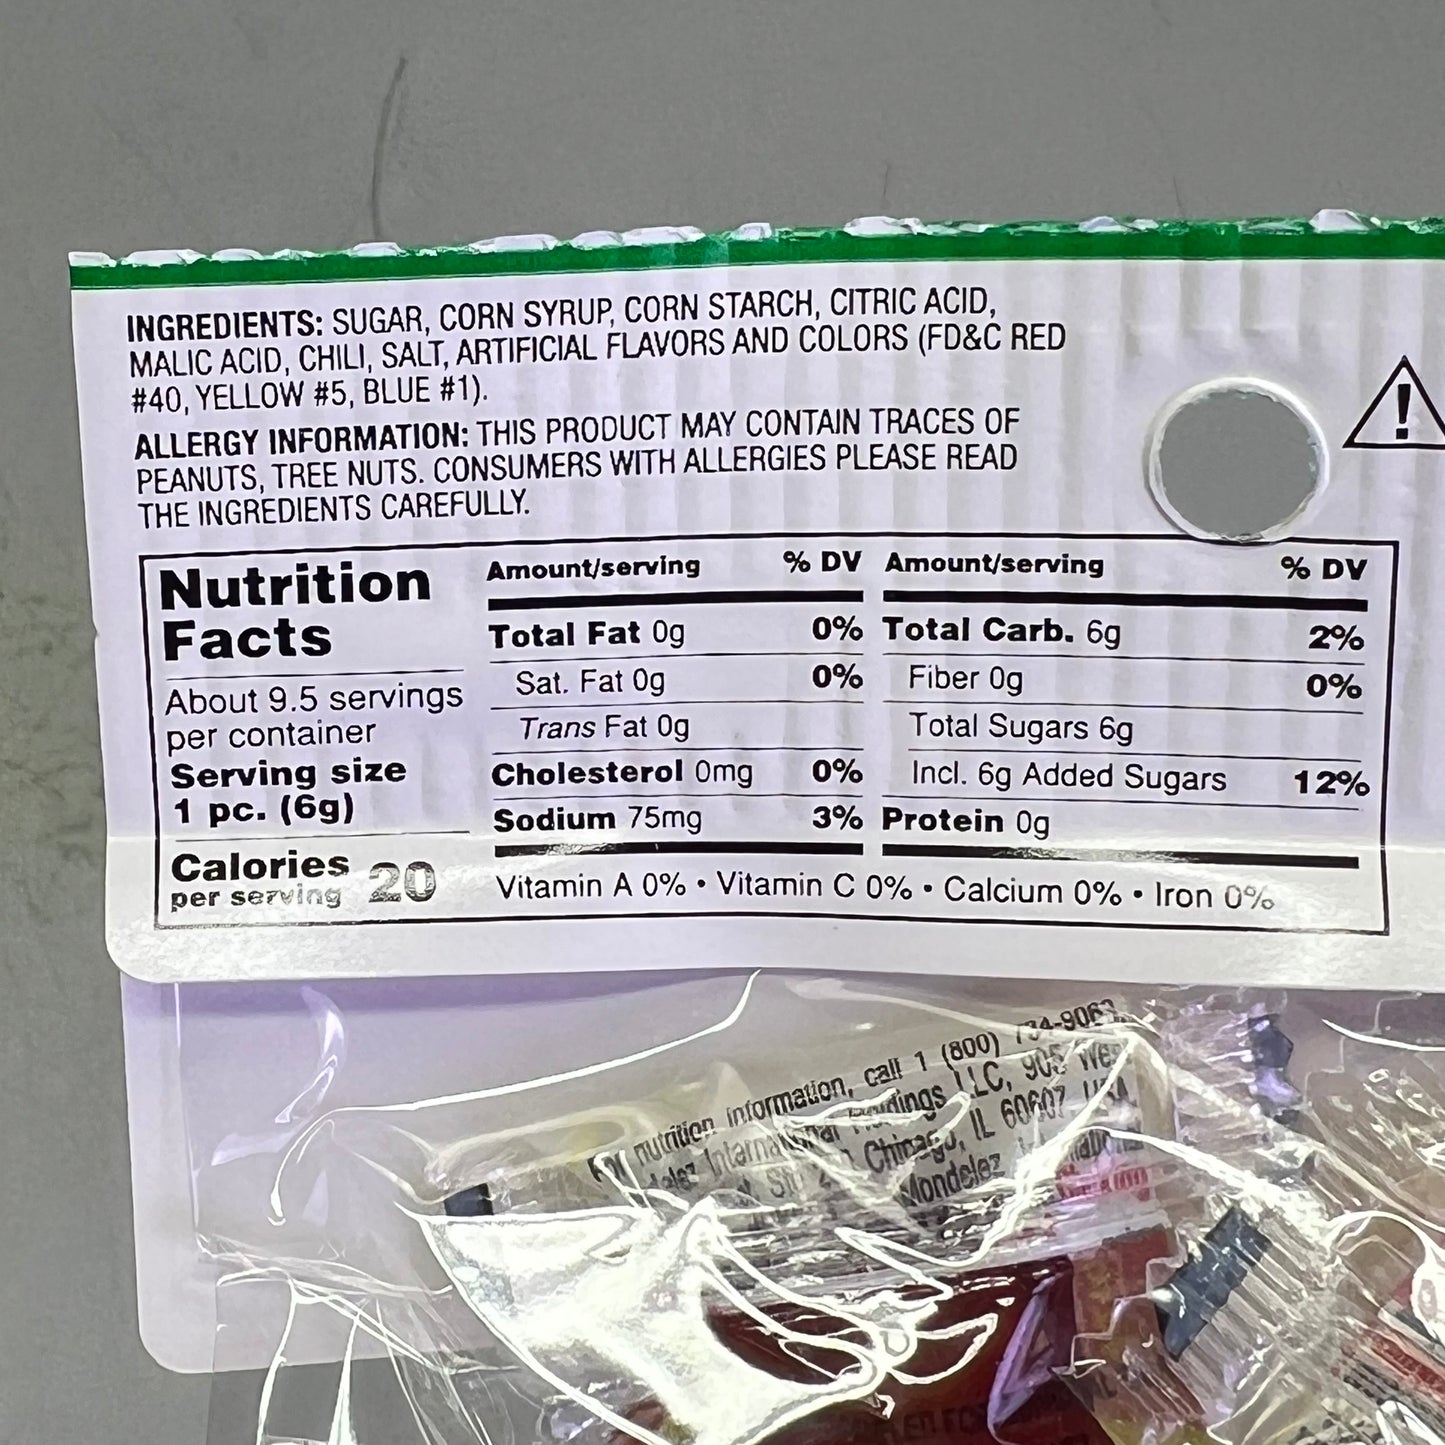 INGREDIENTS: SUGAR, CORN SYRUP, CORN STARCH, CITRIC ACID,
MALIC ACID, CHILI, SALT, ARTIFICIAL FLAVORS AND COLORS (FD&C RED
#40, YELLOW #5, BLUE #1).
ALLERGY INFORMATION: THIS PRODUCT MAY CONTAIN TRACES OF
PEANUTS, TREE NUTS. CONSUMERS WITH ALLERGIES PLEASE READ
THE INGREDIENTS CAREFULLY.
Nutrition
Facts
About 9.5 servings
per container
Serving size
1 pc. (6g)
Calories
per serving 20
Amount/serving % DV
Total Fat 0g 0%
Sat. Fat 0g 0%
Trans Fat 0g
Cholesterol 0mg 0%
Sodium 75mg 3%
Amount/serving % DV
Total Carb. 6g 2%
Fiber 0g 0%
Total Sugars 6g
Incl. 6g Added Sugars 12%
Protein 0g
Vitamin A 0% • Vitamin C 0% • Calcium 0% • Iron 0%
nutrition information, call 1 (800)
International Holdings LLC, 905
Chicago, IL 60607 USA
Mondelez